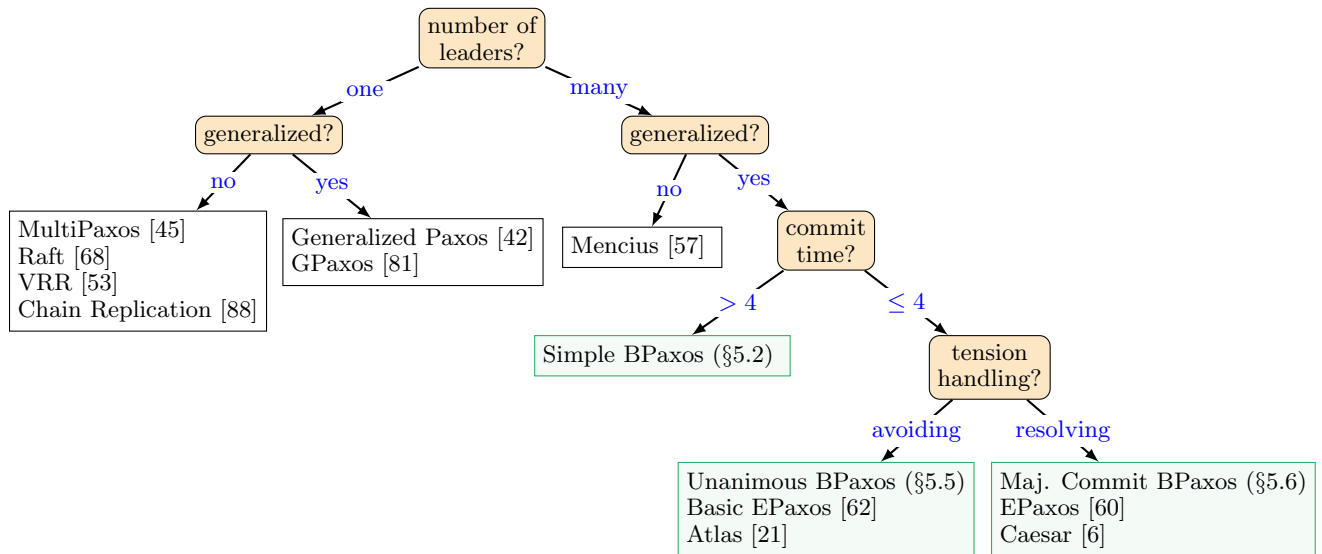 number of
leaders?
one
many
generalized?
generalized?
no
yes
no
yes
MultiPaxos [45]
Raft [68]
VRR [53]
Chain Replication [88]
Generalized Paxos [42]
GPaxos [81]
Mencius [57]
commit
time?
> 4
≤ 4
Simple BPaxos (§5.2)
tension
handling?
avoiding
resolving
Unanimous BPaxos (§5.5)
Basic EPaxos [62]
Atlas [21]
Maj. Commit BPaxos (§5.6)
EPaxos [60]
Caesar [6]